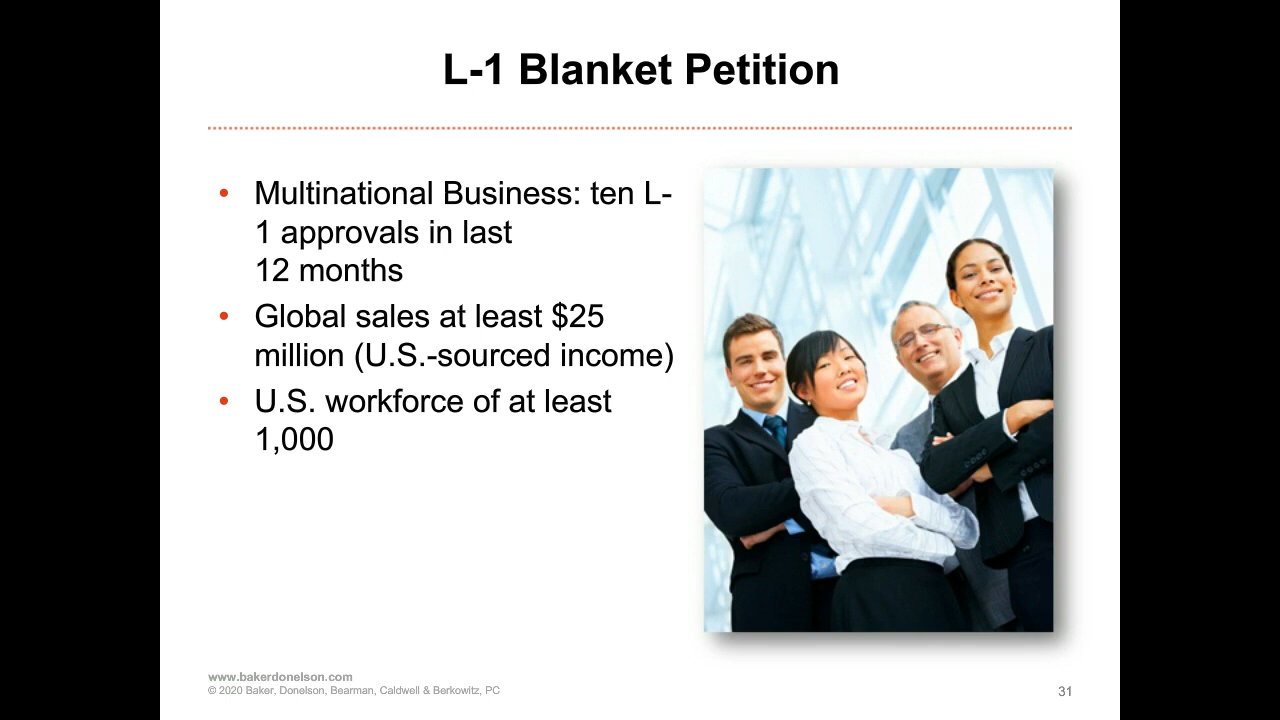 L-1 Blanket Petition
• Multinational Business: ten L-
1 approvals in last
12 months
• Global sales at least $25
million (U.S.-sourced income)
• U.S. workforce of at least
1,000
www.bakerdonelson.com
© 2020 Baker, Donelson, Bearman, Caldwell & Berkowitz, PC
31